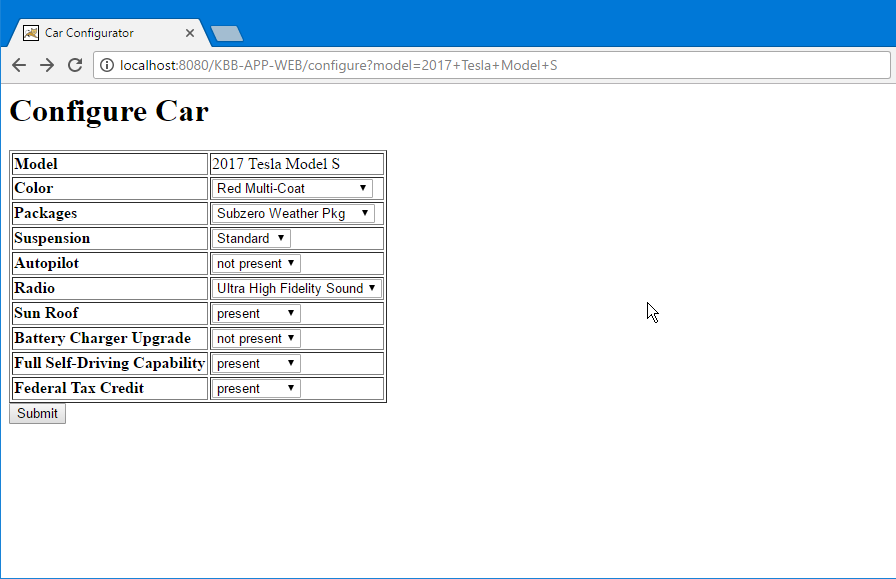 Car Configurator
localhost:8080/KBB-APP-WEB/configure?model=2017+Tesla+Model+S
Configure Car
Model 2017 Tesla Model S
Color Red Multi-Coat
Packages Subzero Weather Pkg
Suspension Standard
Autopilot not present
Radio Ultra High Fidelity Sound
Sun Roof present
Battery Charger Upgrade not present
Full Self-Driving Capability present
Federal Tax Credit present
Submit